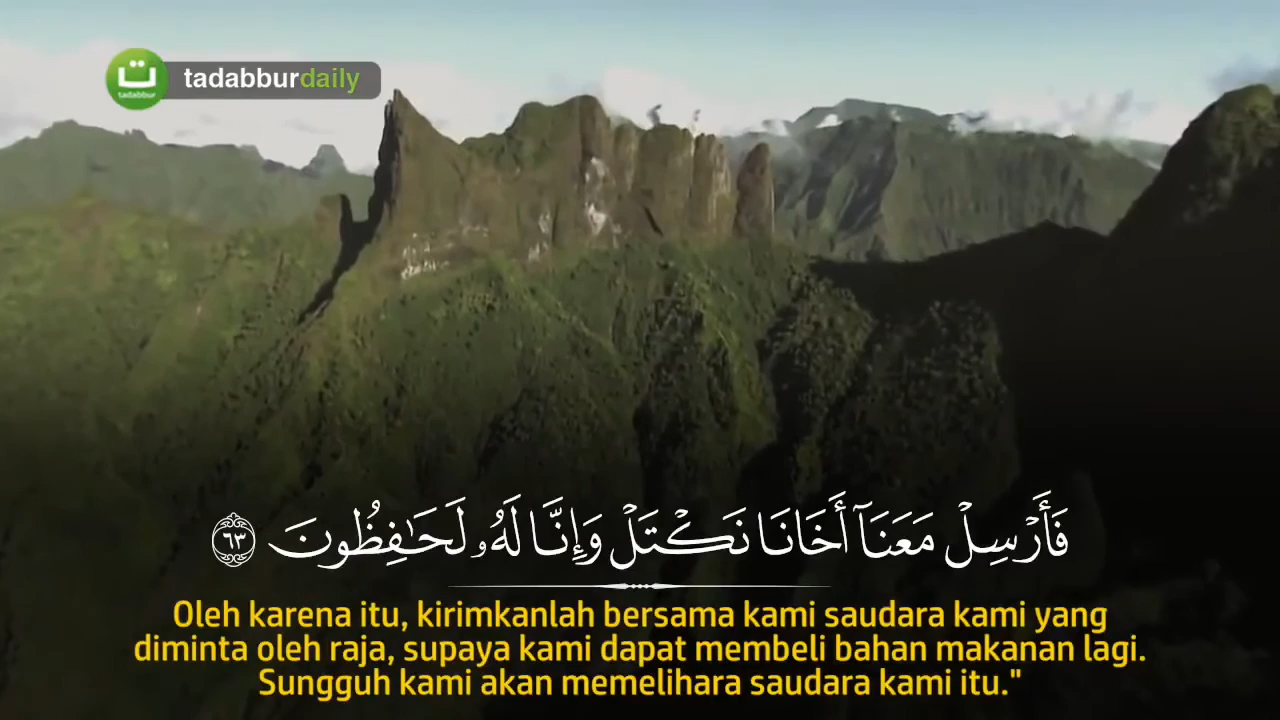 ت
tadabbur
tadabburdaily
فَأَرْسِلْ مَعَنَآ أَخَانَا نَكْتَلْ وَإِنَّا لَهُۥ لَحَٰفِظُونَ ٦٣
Oleh karena itu, kirimkanlah bersama kami saudara kami yang
diminta oleh raja, supaya kami dapat membeli bahan makanan lagi.
Sungguh kami akan memelihara saudara kami itu."